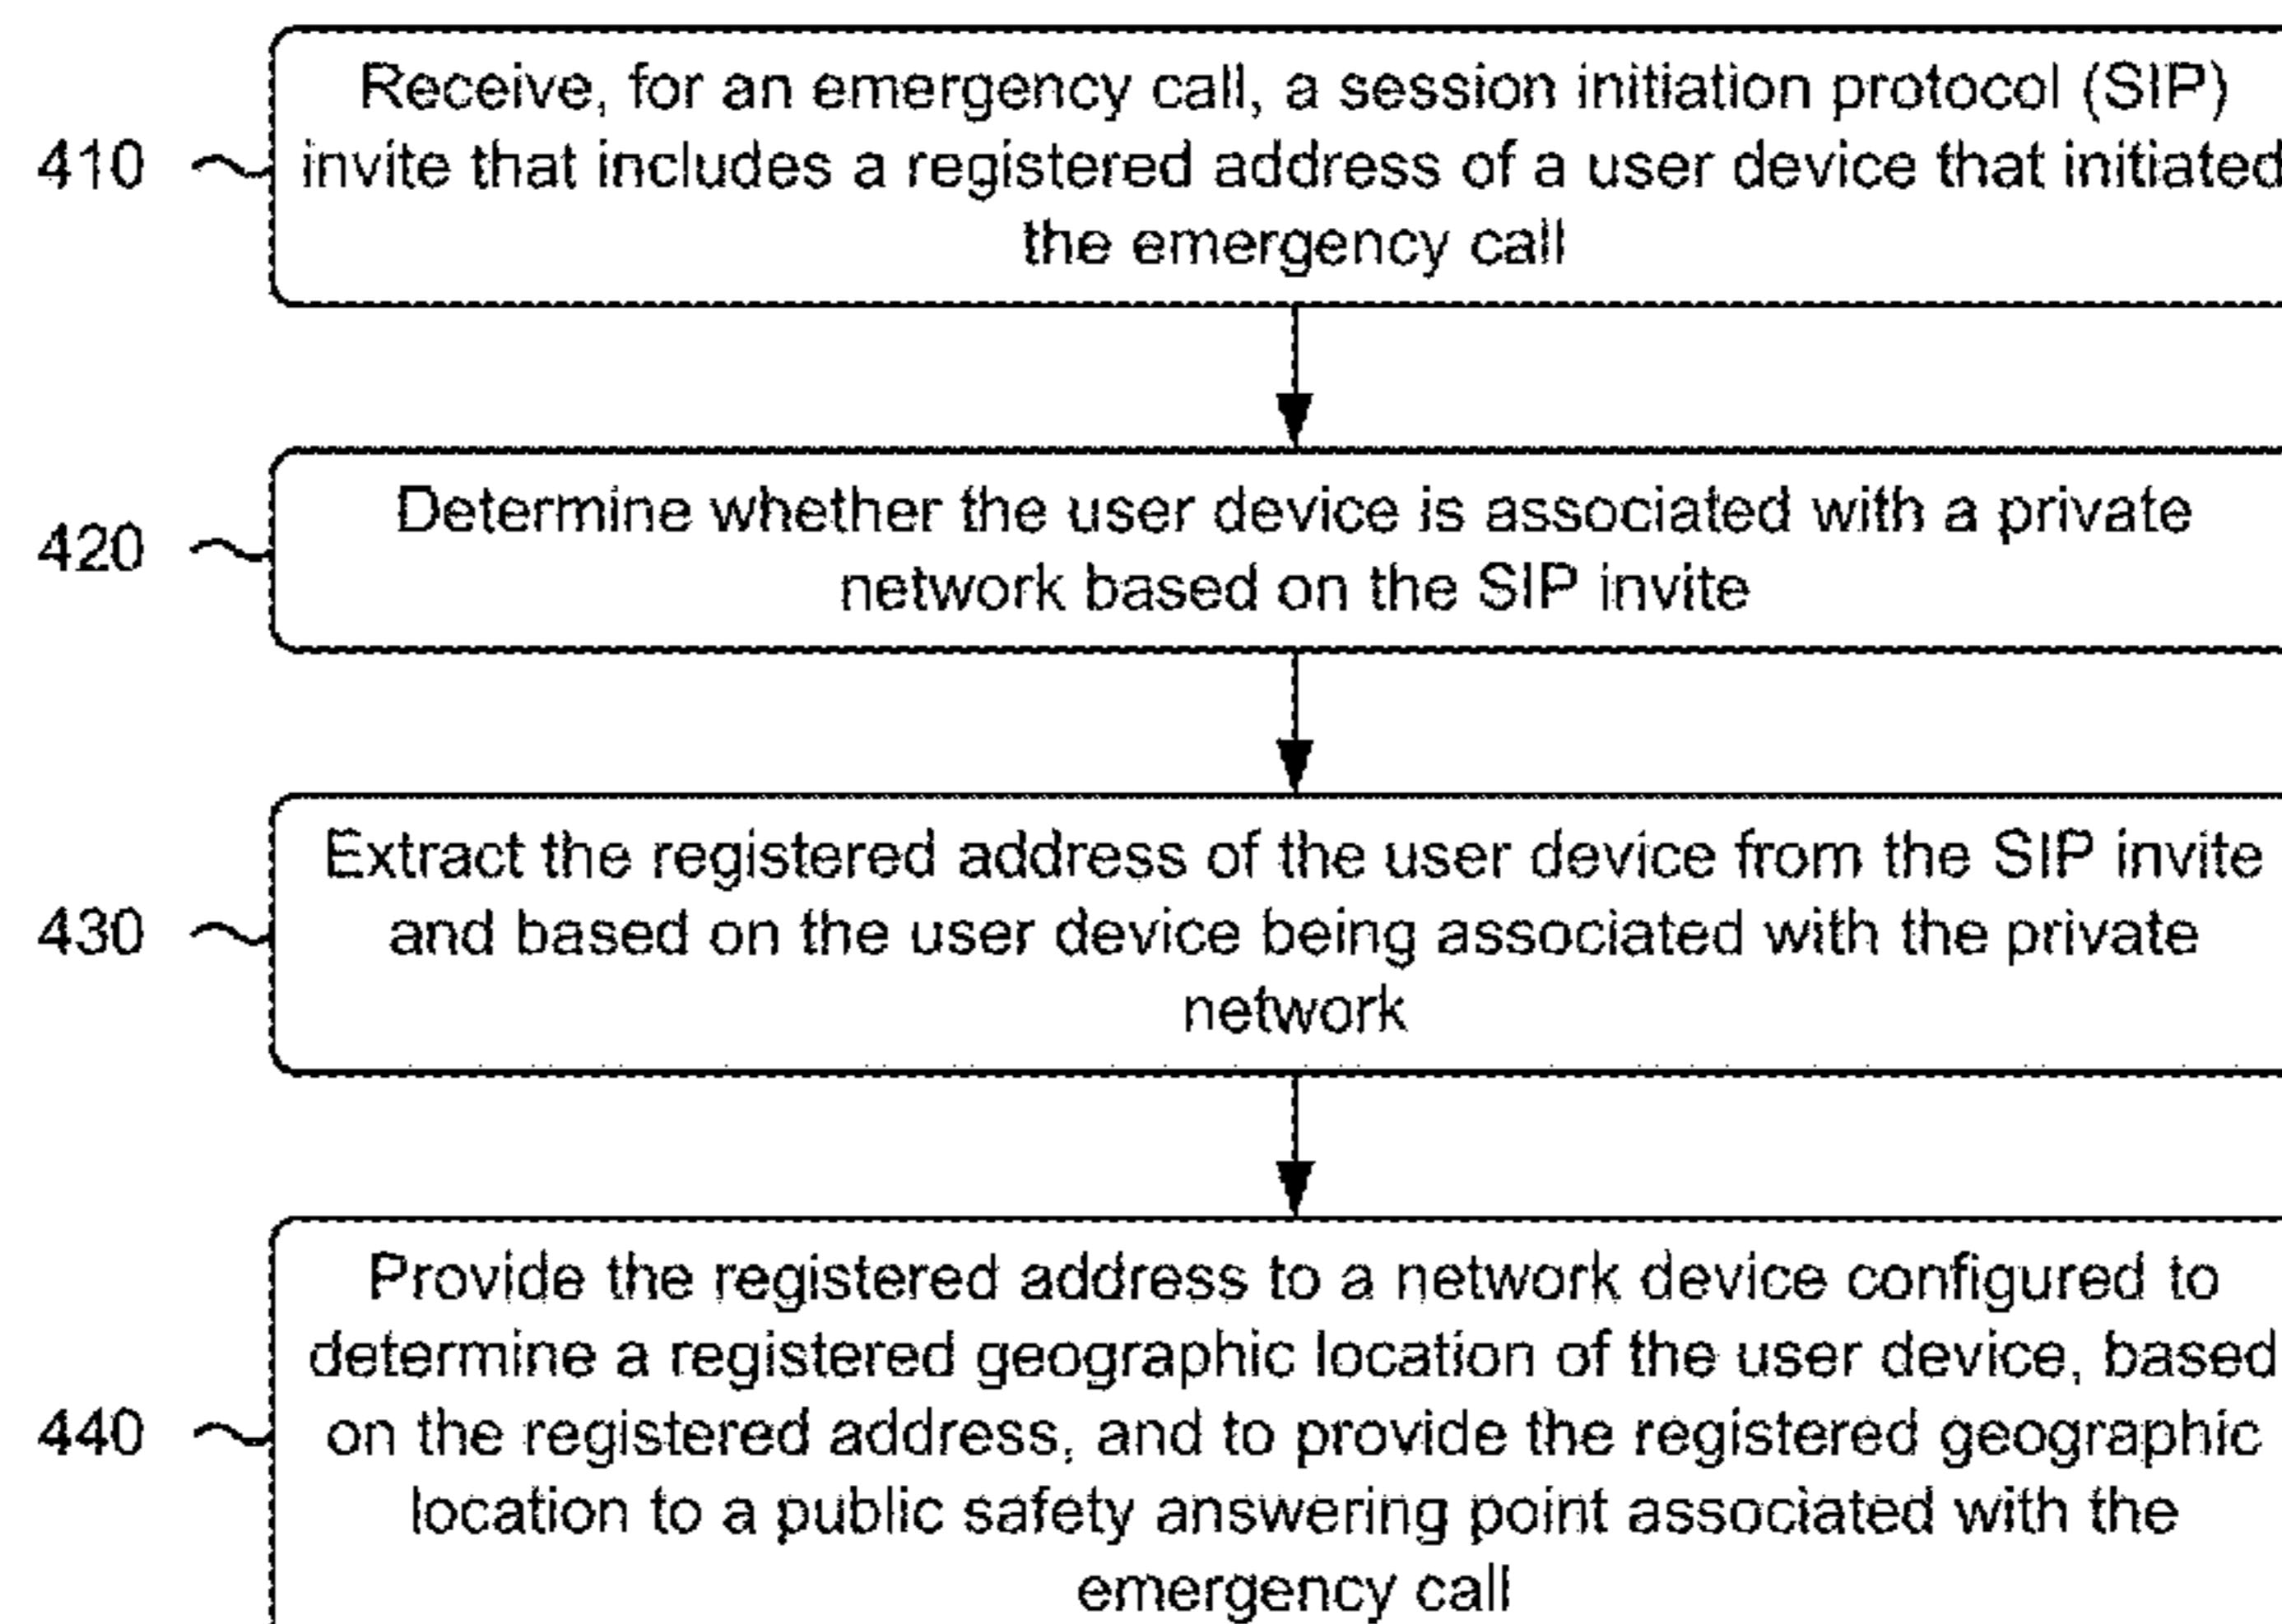 Receive, for an emergency call, a session initiation protocol (SIP)
410 invite that includes a registered address of a user device that initiated
the emergency call
Determine whether the user device is associated with a private
420 network based on the SIP invite
Extract the registered address of the user device from the SIP invite
430 and based on the user device being associated with the private
network
Provide the registered address to a network device configured to
determine a registered geographic location of the user device, based
440 on the registered address, and to provide the registered geographic
location to a public safety answering point associated with the
emergency call